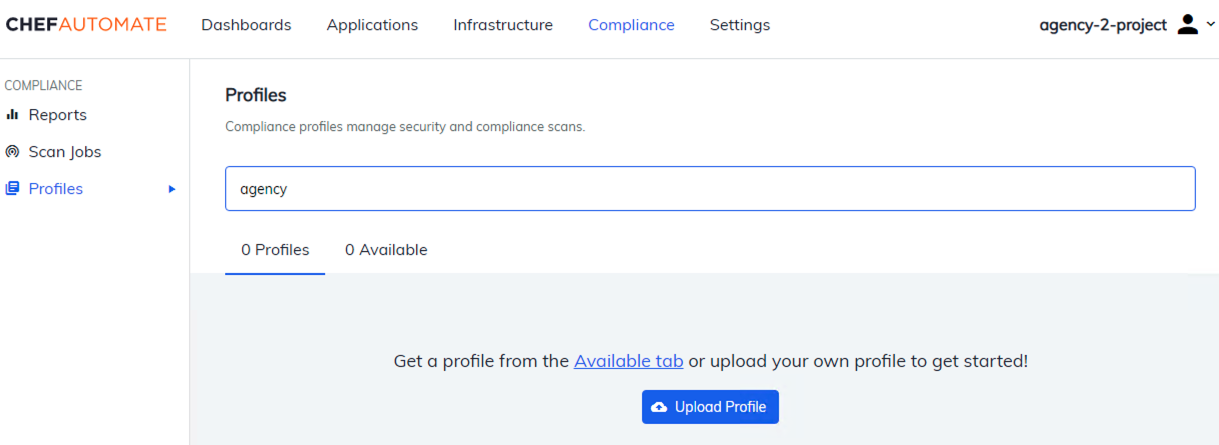 CHEFAUTOMATE Dashboards Applications Infrastructure Compliance Settings agency-2-project
COMPLIANCE
Reports
Scan Jobs
Profiles
Profiles
Compliance profiles manage security and compliance scans.
agency
0 Profiles 0 Available
Get a profile from the Available tab or upload your own profile to get started!
Upload Profile